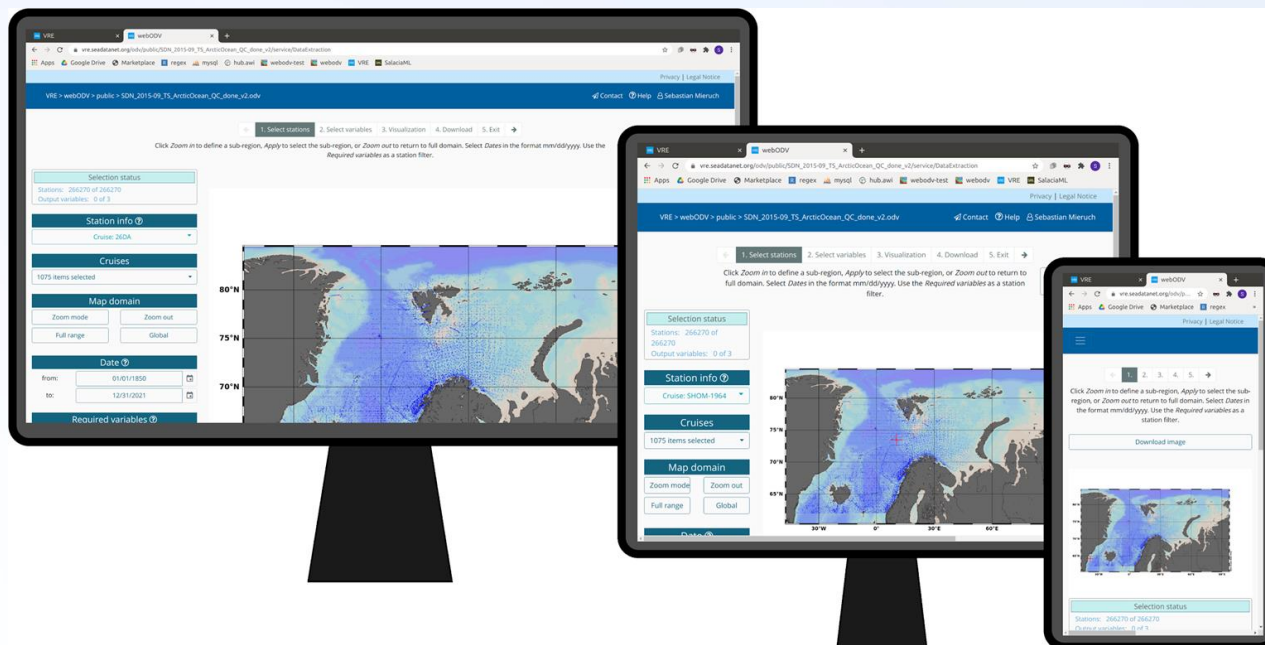 VRE
webODV
vre.seadatanet.org/odv/public/SDN_2015-09_TS_ArcticOcean_QC_done_v2/service/DataExtraction
S
Apps Google Drive Marketplace regex mysql hub.awi webodv-test webodv VRE SalaciaML
Privacy | Legal Notice
VRE > webODV > public > SDN_2015-09_TS_ArcticOcean_QC_done_v2.odv
Contact Help Sebastian Mieruch
1. Select stations 2. Select variables 3. Visualization 4. Download 5. Exit
Click Zoom in to define a sub-region, Apply to select the sub-region, or Zoom out to return to full domain. Select Dates in the format mm/dd/yyyy. Use the
Required variables as a station filter.
Selection status
Stations: 266270 of 266270
Output variables: 0 of 3
Station info
Cruise: 26DA
Cruises
1075 items selected
Map domain
Zoom mode Zoom out
Full range Global
Date
from: 01/01/1850
to: 12/31/2021
Required variables
80°N
75°N
70°N
VRE
webODV
vre.seadatanet.org/odv/public/SDN_2015-09_TS_ArcticOcean_QC_done_v2/service/DataExtraction
S
Apps Google Drive Marketplace regex mysql hub.awi webodv-test webodv VRE SalaciaML
Privacy | Legal Notice
VRE > webODV > public > SDN_2015-09_TS_ArcticOcean_QC_done_v2.odv
Contact Help Sebastian Mieruch
1. Select stations 2. Select variables 3. Visualization 4. Download 5. Exit
Click Zoom in to define a sub-region, Apply to select the sub-region, or Zoom out to return to
full domain. Select Dates in the format mm/dd/yyyy. Use the Required variables as a station
filter.
Selection status
Stations: 266270 of
266270
Output variables: 0 of 3
Station info
Cruise: SHOM-1964
Cruises
1075 items selected
Map domain
Zoom mode Zoom out
Full range Global
Date
80°N
75°N
70°N
65°N
30°W 0° 30°E 60°E
VRE
webODV
vre.seadatanet.org/odv/p...
S
Apps Google Drive Marketplace regex
Privacy | Legal Notice
1. 2. 3. 4. 5.
Click Zoom in to define a sub-region, Apply to select the sub-
region, or Zoom out to return to full domain. Select Dates in
the format mm/dd/yyyy. Use the Required variables as a
station filter.
Download image
Selection status
Stations: 266270 of 266270
Output variables: 0 of 3